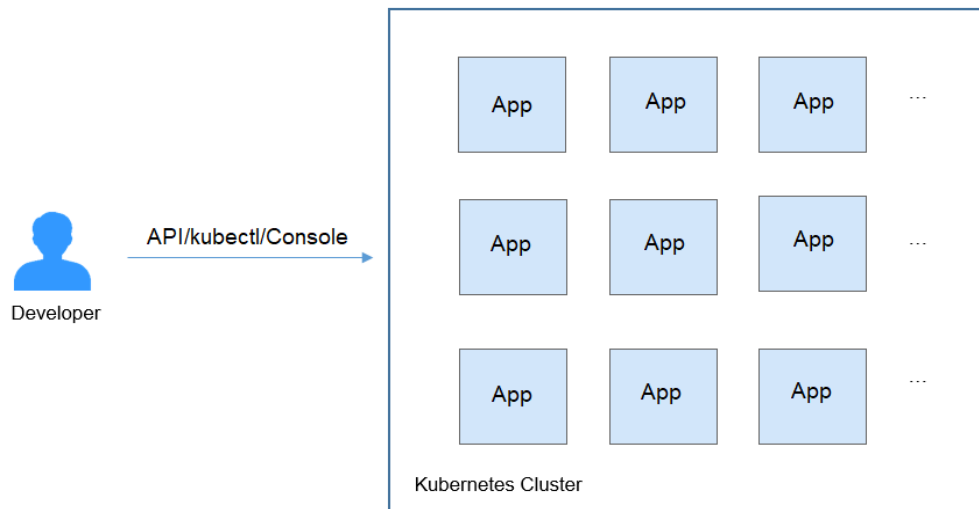 App App App ...
API/kubectl/Console
App App App ...
Developer
App App App ...
Kubernetes Cluster